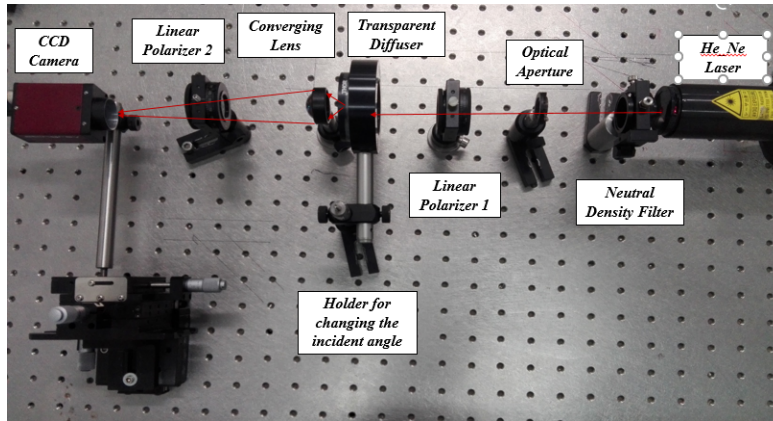 CCD
Camera
Linear
Polarizer 2
Converging
Lens
Transparent
Diffuser
Optical
Aperture
He_Ne
Laser
Linear
Polarizer 1
Neutral
Density Filter
Holder for
changing the
incident angle